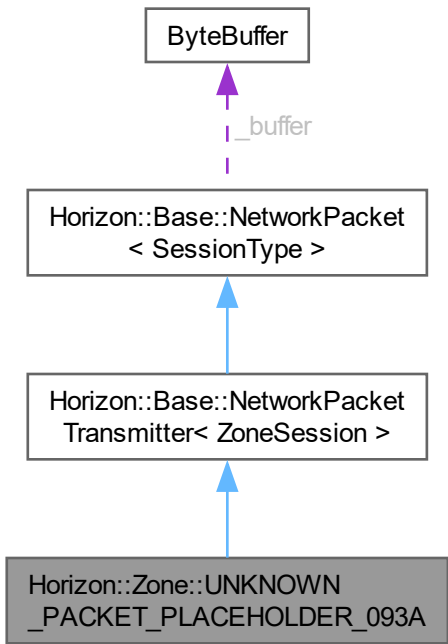 ByteBuffer
_buffer
Horizon::Base::NetworkPacket
< SessionType >
Horizon::Base::NetworkPacket
Transmitter< ZoneSession >
Horizon::Zone::UNKNOWN
_PACKET_PLACEHOLDER_093A